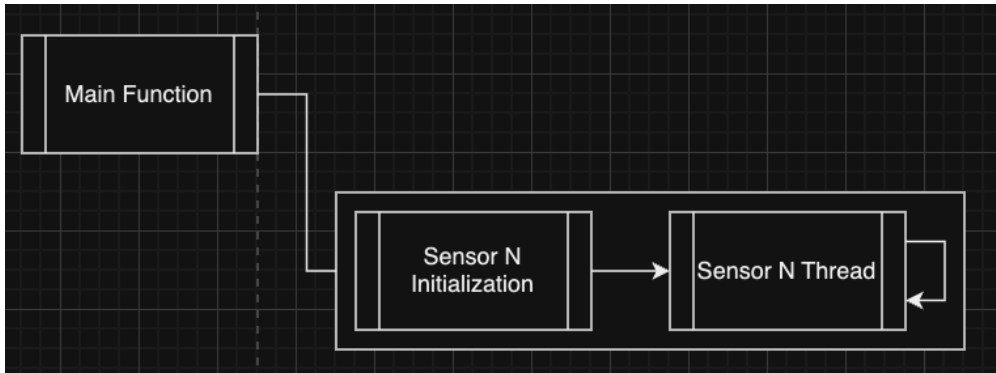 Main Function
Sensor N
Initialization
Sensor N Thread